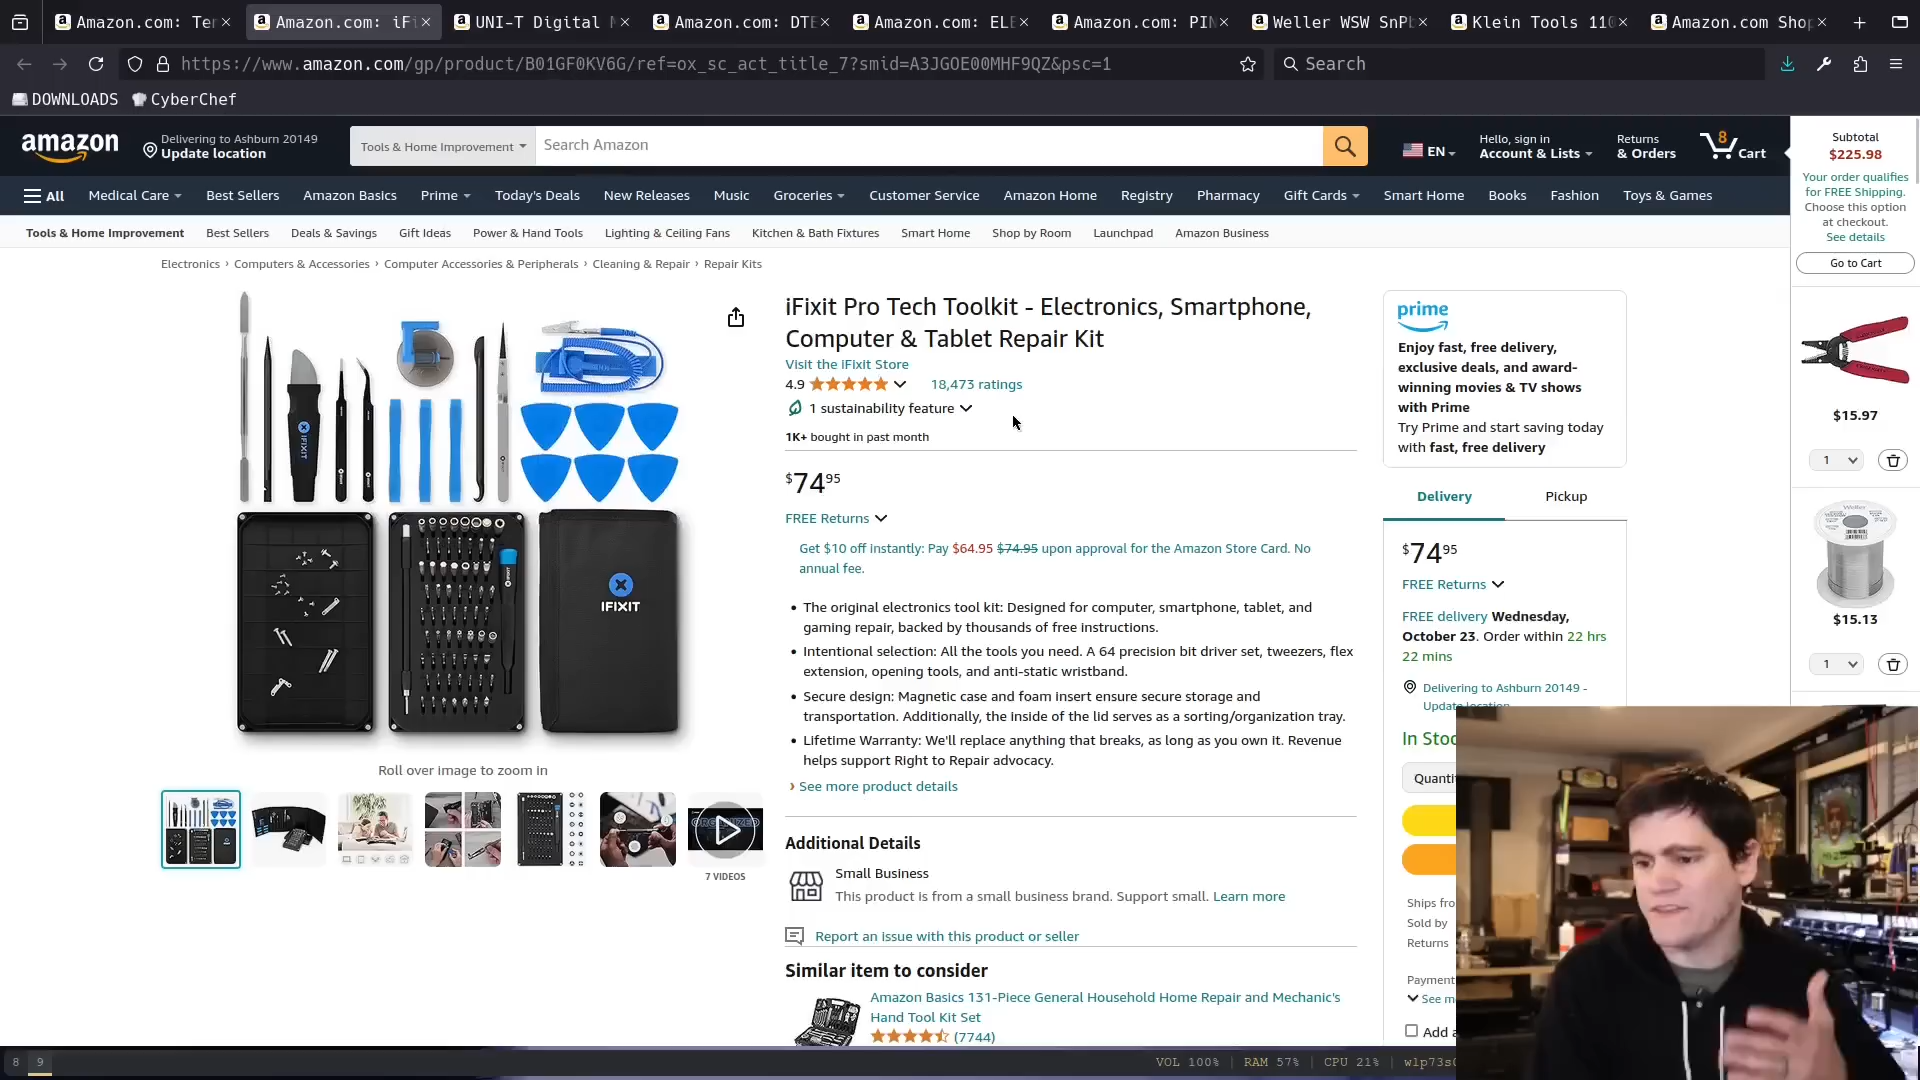 Amazon.com: Ter
Amazon.com: iFi
UNI-T Digital M
Amazon.com: DTE
Amazon.com: ELE
Amazon.com: PIN
Weller WSW SnPb
Klein Tools 110
Amazon.com Shop
https://www.amazon.com/gp/product/B01GF0KV6G/ref=ox_sc_act_title_7?smid=A3JGOE00MHF9QZ&psc=1
Search
DOWNLOADS
CyberChef
amazon
Delivering to Ashburn 20149
Update location
Tools & Home Improvement
Search Amazon
EN
Hello, sign in
Account & Lists
Returns
& Orders
8
Cart
All
Medical Care
Best Sellers
Amazon Basics
Prime
Today's Deals
New Releases
Music
Groceries
Customer Service
Amazon Home
Registry
Pharmacy
Gift Cards
Smart Home
Books
Fashion
Toys & Games
Tools & Home Improvement
Best Sellers
Deals & Savings
Gift Ideas
Power & Hand Tools
Lighting & Ceiling Fans
Kitchen & Bath Fixtures
Smart Home
Shop by Room
Launchpad
Amazon Business
Electronics › Computers & Accessories › Computer Accessories & Peripherals › Cleaning & Repair › Repair Kits
IFIXIT
IFIXIT
Roll over image to zoom in
7 VIDEOS
iFixit Pro Tech Toolkit - Electronics, Smartphone,
Computer & Tablet Repair Kit
Visit the iFixit Store
4.9
18,473 ratings
1 sustainability feature
1K+ bought in past month
$74.95
FREE Returns
Get $10 off instantly: Pay $64.95 $74.95 upon approval for the Amazon Store Card. No
annual fee.
• The original electronics tool kit: Designed for computer, smartphone, tablet, and
gaming repair, backed by thousands of free instructions.
• Intentional selection: All the tools you need. A 64 precision bit driver set, tweezers, flex
extension, opening tools, and anti-static wristband.
• Secure design: Magnetic case and foam insert ensure secure storage and
transportation. Additionally, the inside of the lid serves as a sorting/organization tray.
• Lifetime Warranty: We'll replace anything that breaks, as long as you own it. Revenue
helps support Right to Repair advocacy.
› See more product details
Additional Details
Small Business
This product is from a small business brand. Support small. Learn more
Report an issue with this product or seller
Similar item to consider
Amazon Basics 131-Piece General Household Home Repair and Mechanic's
Hand Tool Kit Set
(7744)
prime
Enjoy fast, free delivery,
exclusive deals, and award-
winning movies & TV shows
with Prime
Try Prime and start saving today
with fast, free delivery
Delivery
Pickup
$74.95
FREE Returns
FREE delivery Wednesday,
October 23. Order within 22 hrs
22 mins
Delivering to Ashburn 20149 -
Update location
In Stoc
Quanti
Ships fro
Sold by
Returns
Payment
See m
Add a
Subtotal
$225.98
Your order qualifies
for FREE Shipping.
Choose this option
at checkout.
See details
Go to Cart
$15.97
1
Weller
$15.13
1
8
9
VOL 100% | RAM 57% | CPU 21% | wlp73s0